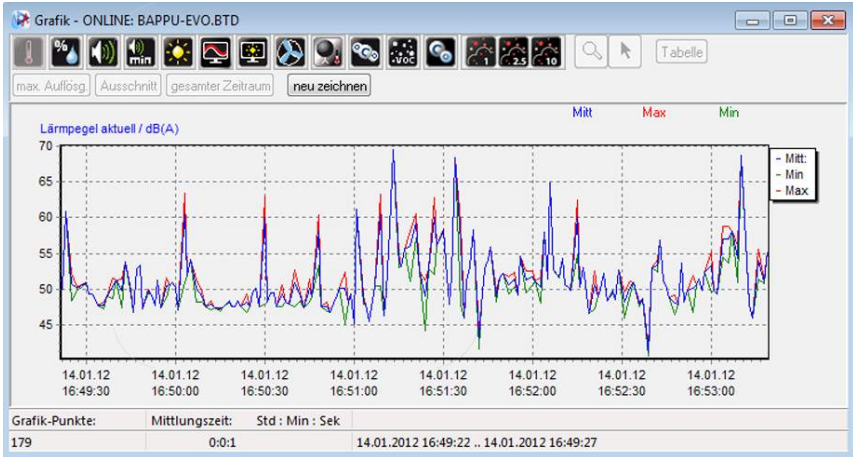 Grafik - ONLINE: BAPPU-EVO.BTD
% min VOC 1 2.5 10 Tabelle
max. Auflösg. Ausschnitt gesamter Zeitraum neu zeichnen
Mitt Max Min
Lärmpegel aktuell / dB(A)
70
65
60
55
50
45
- Mitt:
- Min
- Max
14.01.12 14.01.12 14.01.12 14.01.12 14.01.12 14.01.12 14.01.12 14.01.12
16:49:30 16:50:00 16:50:30 16:51:00 16:51:30 16:52:00 16:52:30 16:53:00
Grafik-Punkte: Mittlungszeit: Std : Min : Sek
179 0:0:1 14.01.2012 16:49:22 .. 14.01.2012 16:49:27